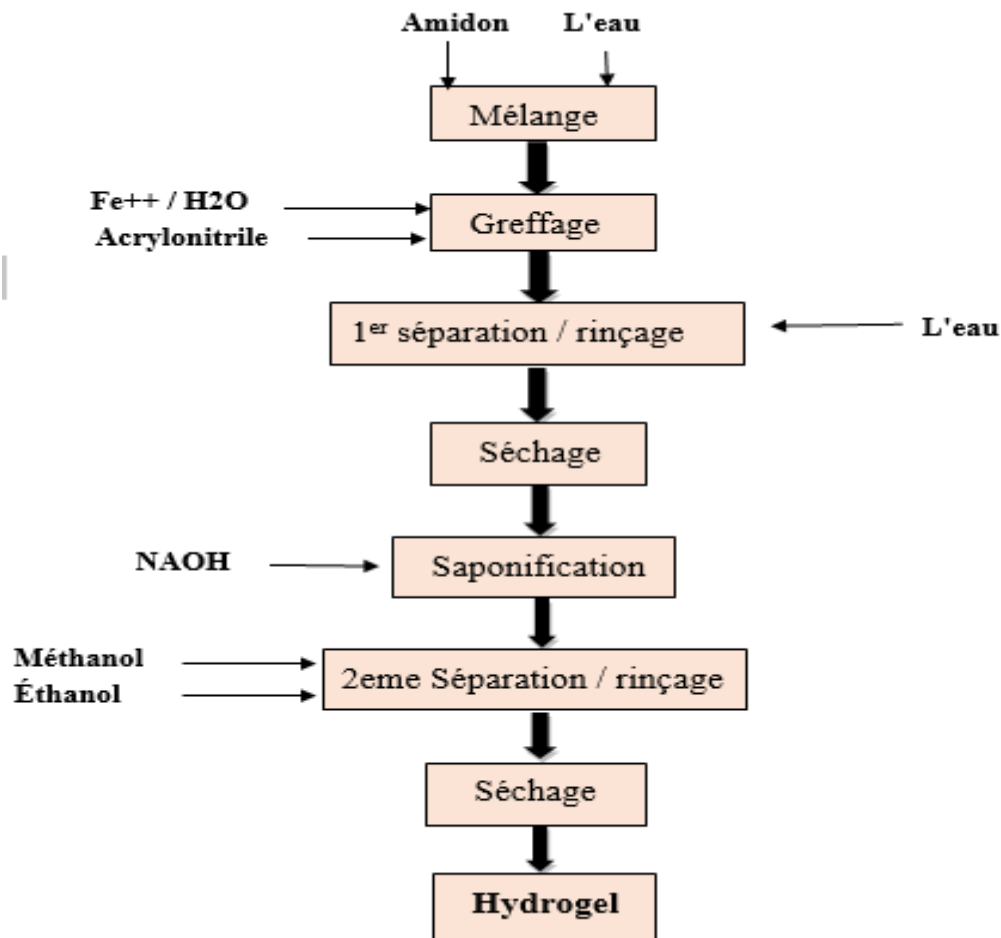 Amidon L'eau
Mélange
Fe++ / H2O
Acrylonitrile
Greffage
1er séparation / rinçage
L'eau
Séchage
NAOH
Saponification
Méthanol
Éthanol
2eme Séparation / rinçage
Séchage
Hydrogel